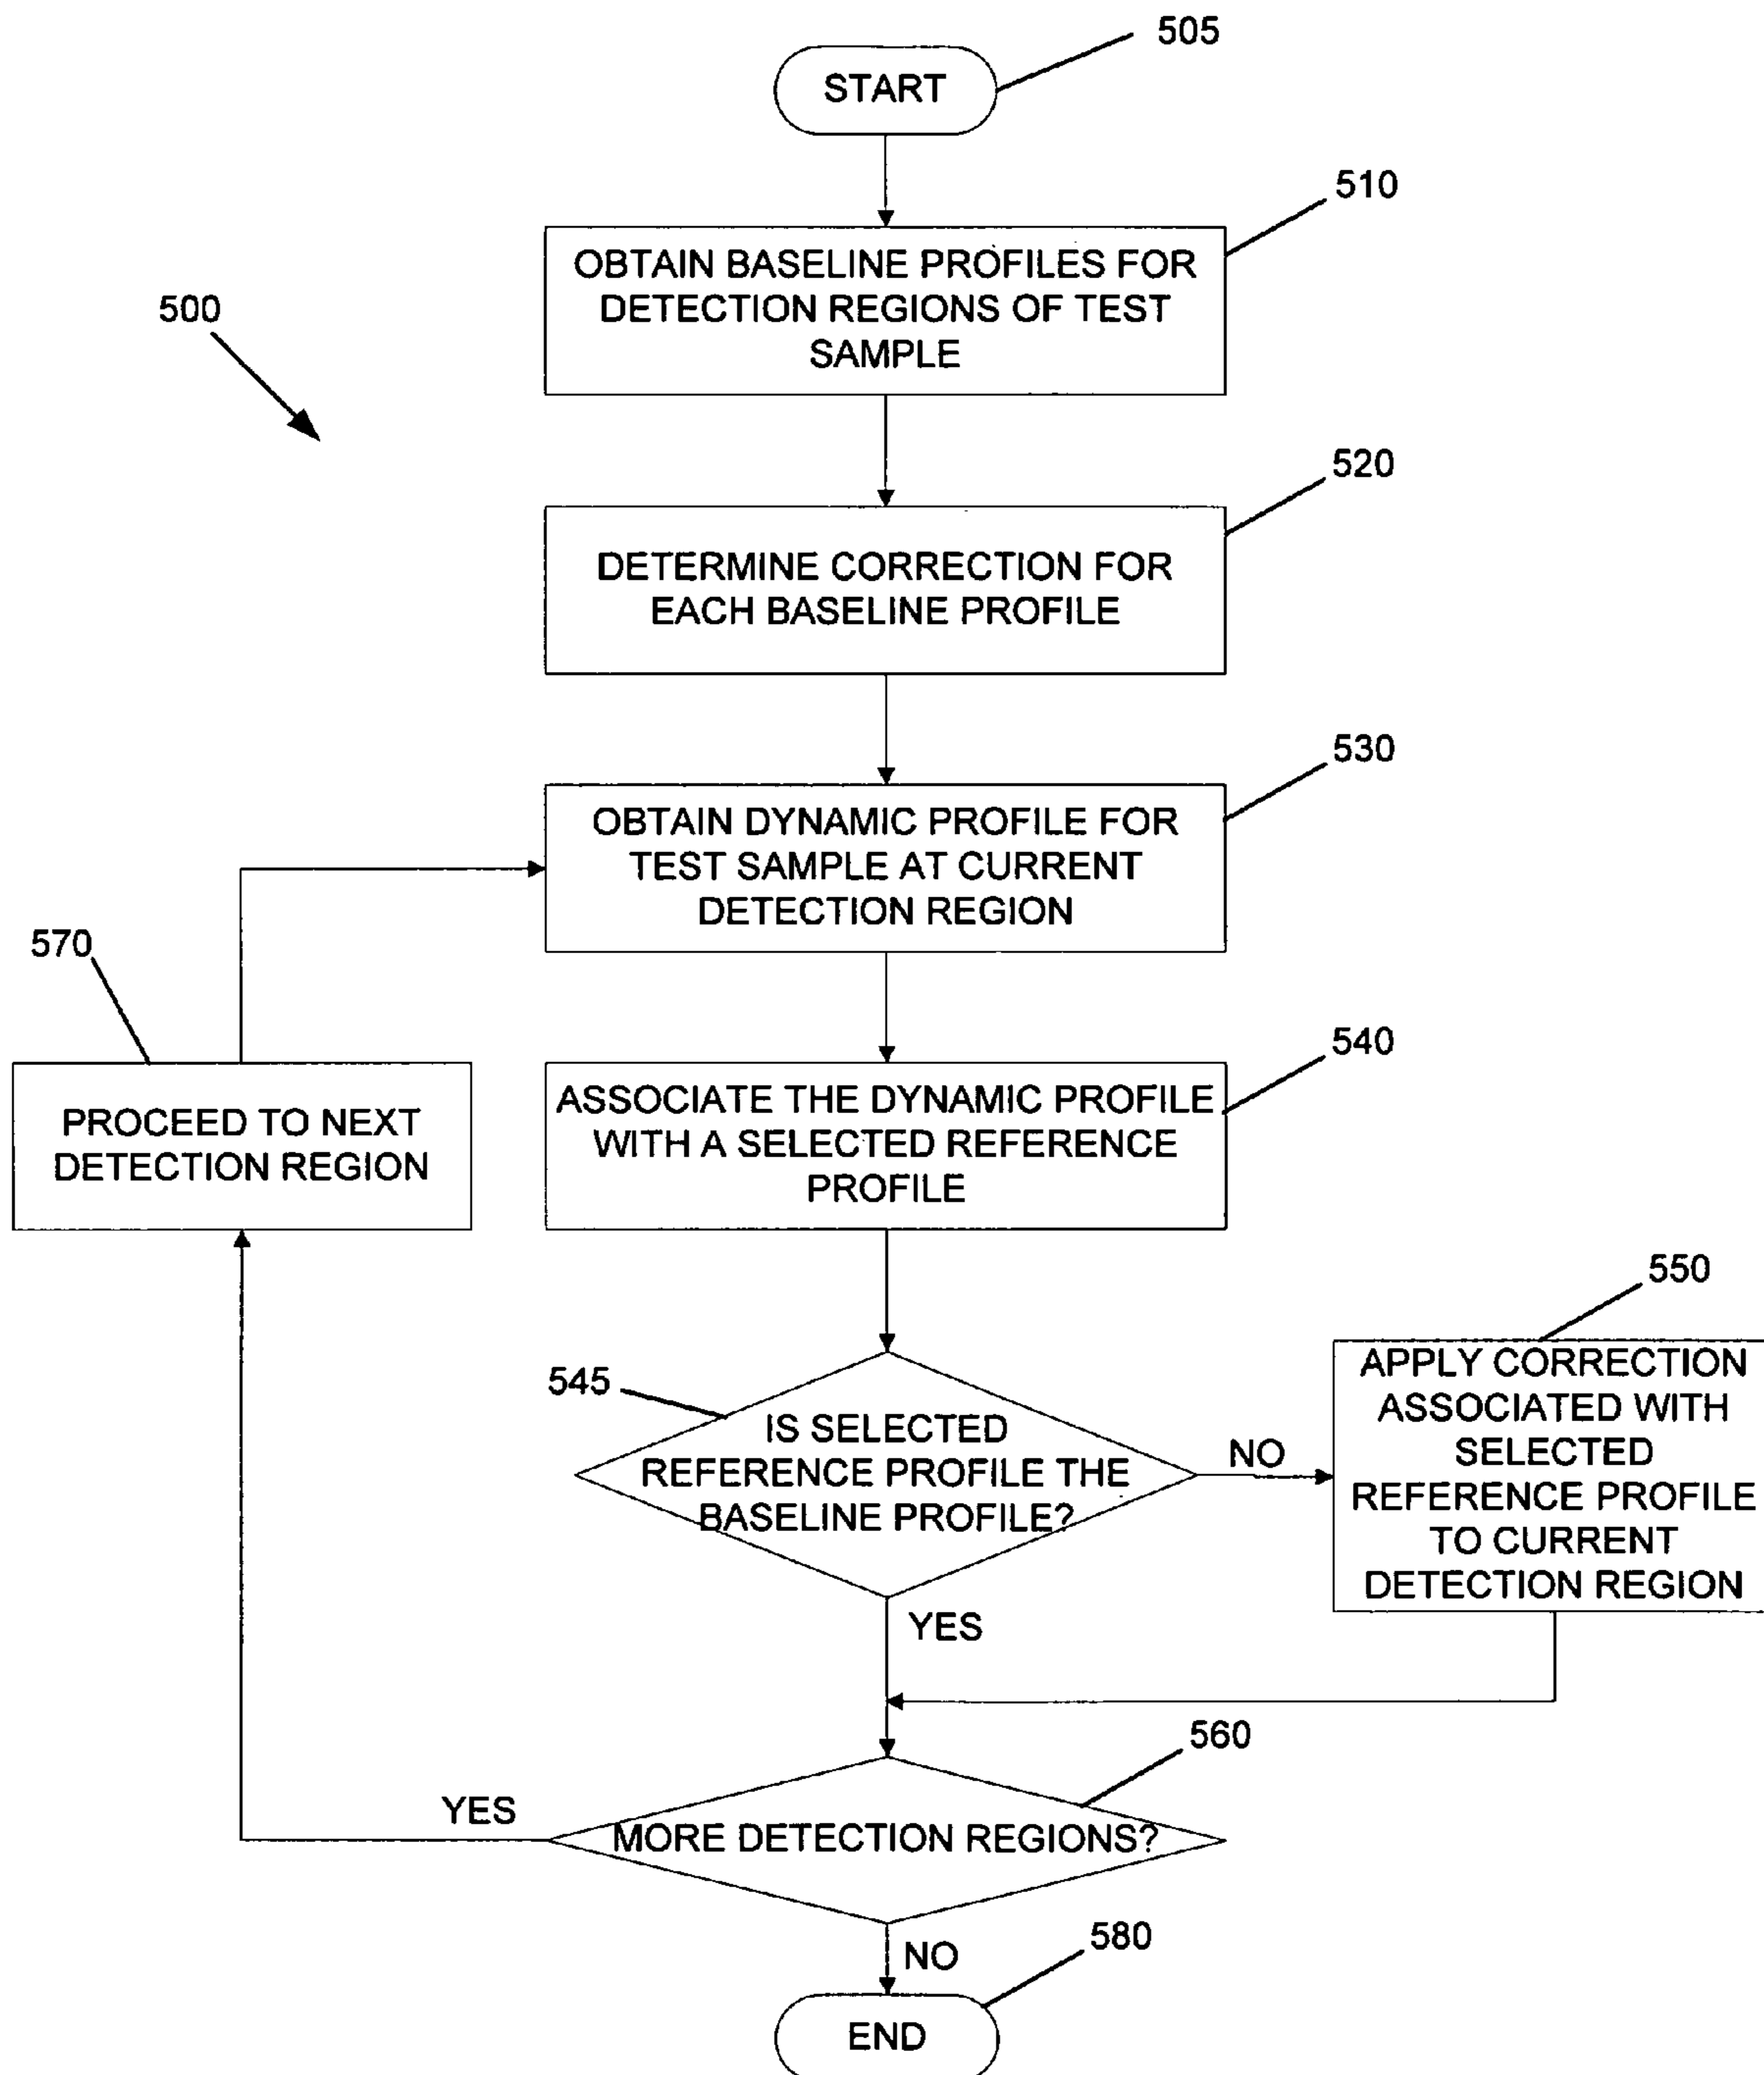 505
START
510
OBTAIN BASELINE PROFILES FOR
DETECTION REGIONS OF TEST
SAMPLE
500
520
DETERMINE CORRECTION FOR
EACH BASELINE PROFILE
530
OBTAIN DYNAMIC PROFILE FOR
TEST SAMPLE AT CURRENT
DETECTION REGION
570
PROCEED TO NEXT
DETECTION REGION
540
ASSOCIATE THE DYNAMIC PROFILE
WITH A SELECTED REFERENCE
PROFILE
545
IS SELECTED
REFERENCE PROFILE THE
BASELINE PROFILE?
NO
550
APPLY CORRECTION
ASSOCIATED WITH
SELECTED
REFERENCE PROFILE
TO CURRENT
DETECTION REGION
YES
560
MORE DETECTION REGIONS?
YES
NO
580
END